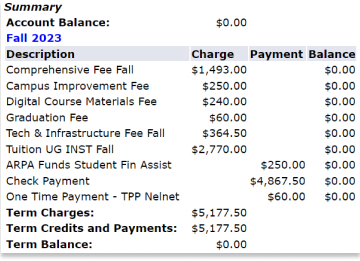 Summary
Account Balance: $0.00
Fall 2023
Description Charge Payment Balance
Comprehensive Fee Fall $1,493.00 $0.00
Campus Improvement Fee $250.00 $0.00
Digital Course Materials Fee $240.00 $0.00
Graduation Fee $60.00 $0.00
Tech & Infrastructure Fee Fall $364.50 $0.00
Tuition UG INST Fall $2,770.00 $0.00
ARPA Funds Student Fin Assist $250.00 $0.00
Check Payment $4,867.50 $0.00
One Time Payment - TPP Nelnet $60.00 $0.00
Term Charges: $5,177.50
Term Credits and Payments: $5,177.50
Term Balance: $0.00